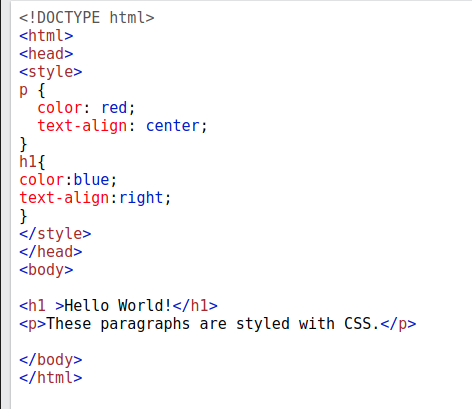 <!DOCTYPE html>
<html>
<head>
<style>
p {
  color: red;
  text-align: center;
}
h1{
color:blue;
text-align:right;
}
</style>
</head>
<body>

<h1 >Hello World!</h1>
<p>These paragraphs are styled with CSS.</p>

</body>
</html>